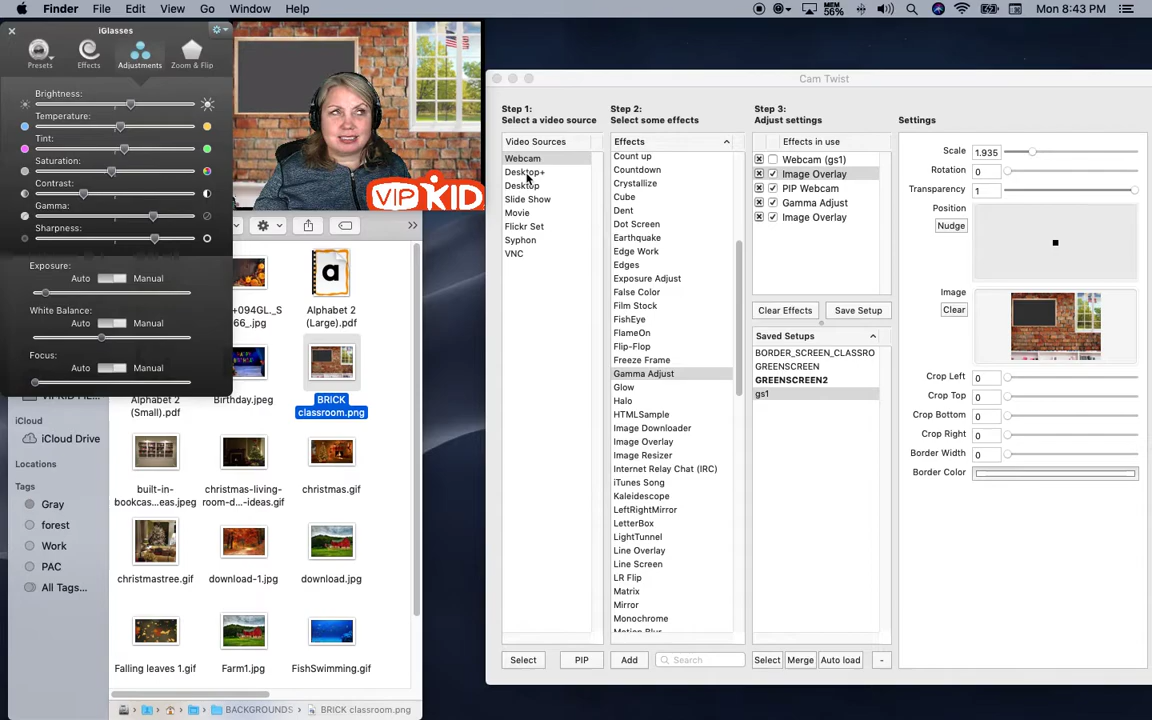 Finder File Edit View Go Window Help
MEM 56%
Mon 8:43 PM
iGlasses
Presets Effects Adjustments Zoom & Flip
Brightness:
Temperature:
Tint:
Saturation:
Contrast:
Gamma:
Sharpness:
Exposure:
Auto Manual
White Balance:
Auto Manual
Focus:
Auto Manual
VIPKID
iCloud
iCloud Drive
Locations
Tags
Gray
forest
Work
PAC
All Tags...
a
+094GL._S
66_.jpg
Alphabet 2
(Large).pdf
Alphabet 2
(Small).pdf
Birthday.jpeg
BRICK
classroom.png
built-in-
bookcas...eas.jpeg
christmas-living-
room-d...-ideas.gif
christmas.gif
christmastree.gif
download-1.jpg
download.jpg
Falling leaves 1.gif
Farm1.jpg
FishSwimming.gif
BACKGROUNDS
BRICK classroom.png
Cam Twist
Step 1:
Select a video source
Video Sources
Webcam
Desktop+
Desktop
Slide Show
Movie
Flickr Set
Syphon
VNC
Select
PIP
Step 2:
Select some effects
Effects
Count up
Countdown
Crystallize
Cube
Dent
Dot Screen
Earthquake
Edge Work
Edges
Exposure Adjust
False Color
Film Stock
FishEye
FlameOn
Flip-Flop
Freeze Frame
Gamma Adjust
Glow
Halo
HTMLSample
Image Downloader
Image Overlay
Image Resizer
Internet Relay Chat (IRC)
iTunes Song
Kaleidoscope
LeftRightMirror
LetterBox
LightTunnel
Line Overlay
Line Screen
LR Flip
Matrix
Mirror
Monochrome
Motion Blur
Add
Search
Step 3:
Adjust settings
Effects in use
Webcam (gs1)
Image Overlay
PIP Webcam
Gamma Adjust
Image Overlay
Clear Effects
Save Setup
Saved Setups
BORDER_SCREEN_CLASSRO
GREENSCREEN
GREENSCREEN2
gs1
Select
Merge
Auto load
-
Settings
Scale 1.935
Rotation 0
Transparency 1
Position
Nudge
Image
Clear
Crop Left 0
Crop Top 0
Crop Bottom 0
Crop Right 0
Border Width 0
Border Color